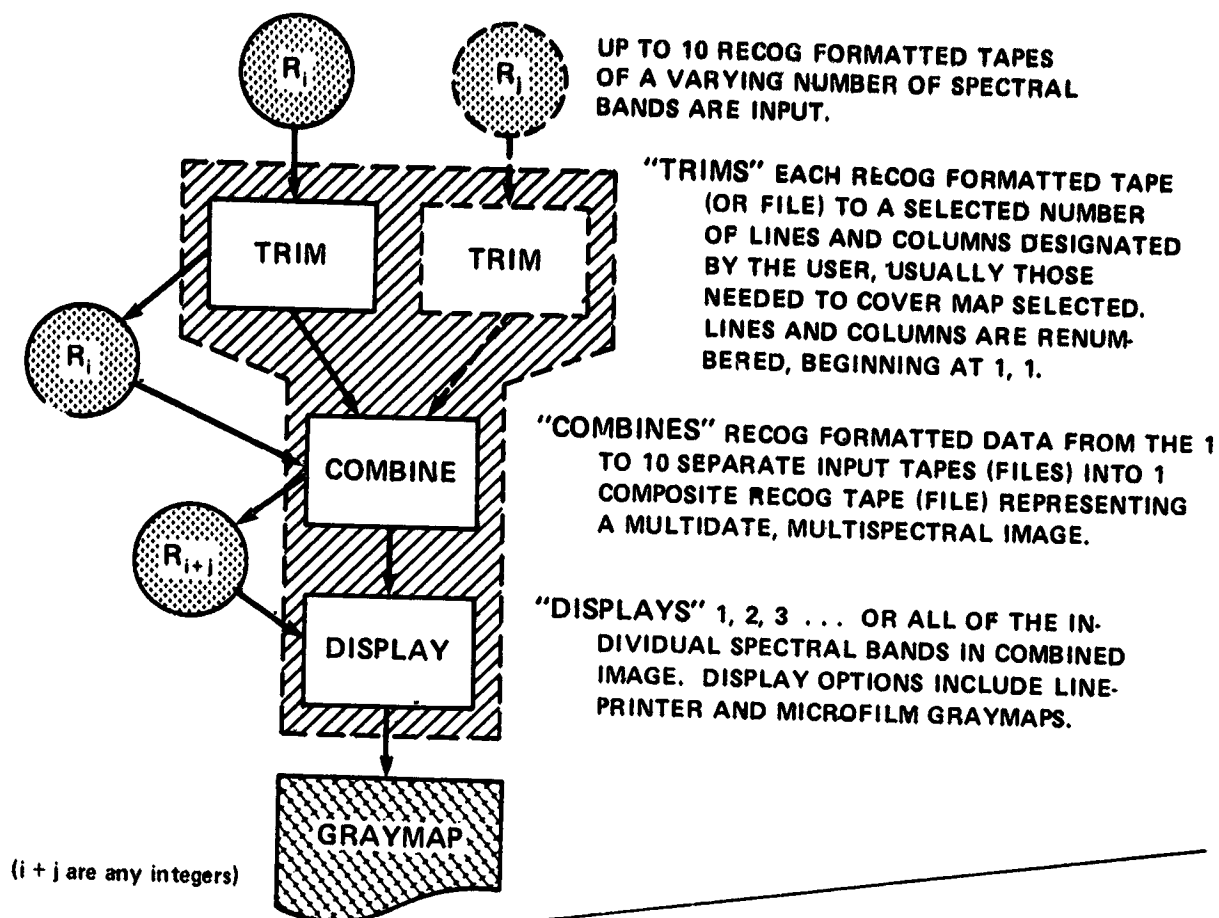 R_i
R_j
UP TO 10 RECOG FORMATTED TAPES
OF A VARYING NUMBER OF SPECTRAL
BANDS ARE INPUT.
TRIM
TRIM
"TRIMS" EACH RECOG FORMATTED TAPE
(OR FILE) TO A SELECTED NUMBER
OF LINES AND COLUMNS DESIGNATED
BY THE USER, USUALLY THOSE
NEEDED TO COVER MAP SELECTED.
LINES AND COLUMNS ARE RENUM-
BERED, BEGINNING AT 1, 1.
R_i
COMBINE
"COMBINES" RECOG FORMATTED DATA FROM THE 1
TO 10 SEPARATE INPUT TAPES (FILES) INTO 1
COMPOSITE RECOG TAPE (FILE) REPRESENTING
A MULTIDATE, MULTISPECTRAL IMAGE.
R_{i+j}
DISPLAY
"DISPLAYS" 1, 2, 3 . . . OR ALL OF THE IN-
DIVIDUAL SPECTRAL BANDS IN COMBINED
IMAGE. DISPLAY OPTIONS INCLUDE LINE-
PRINTER AND MICROFILM GRAYMAPS.
GRAYMAP
(i + j are any integers)